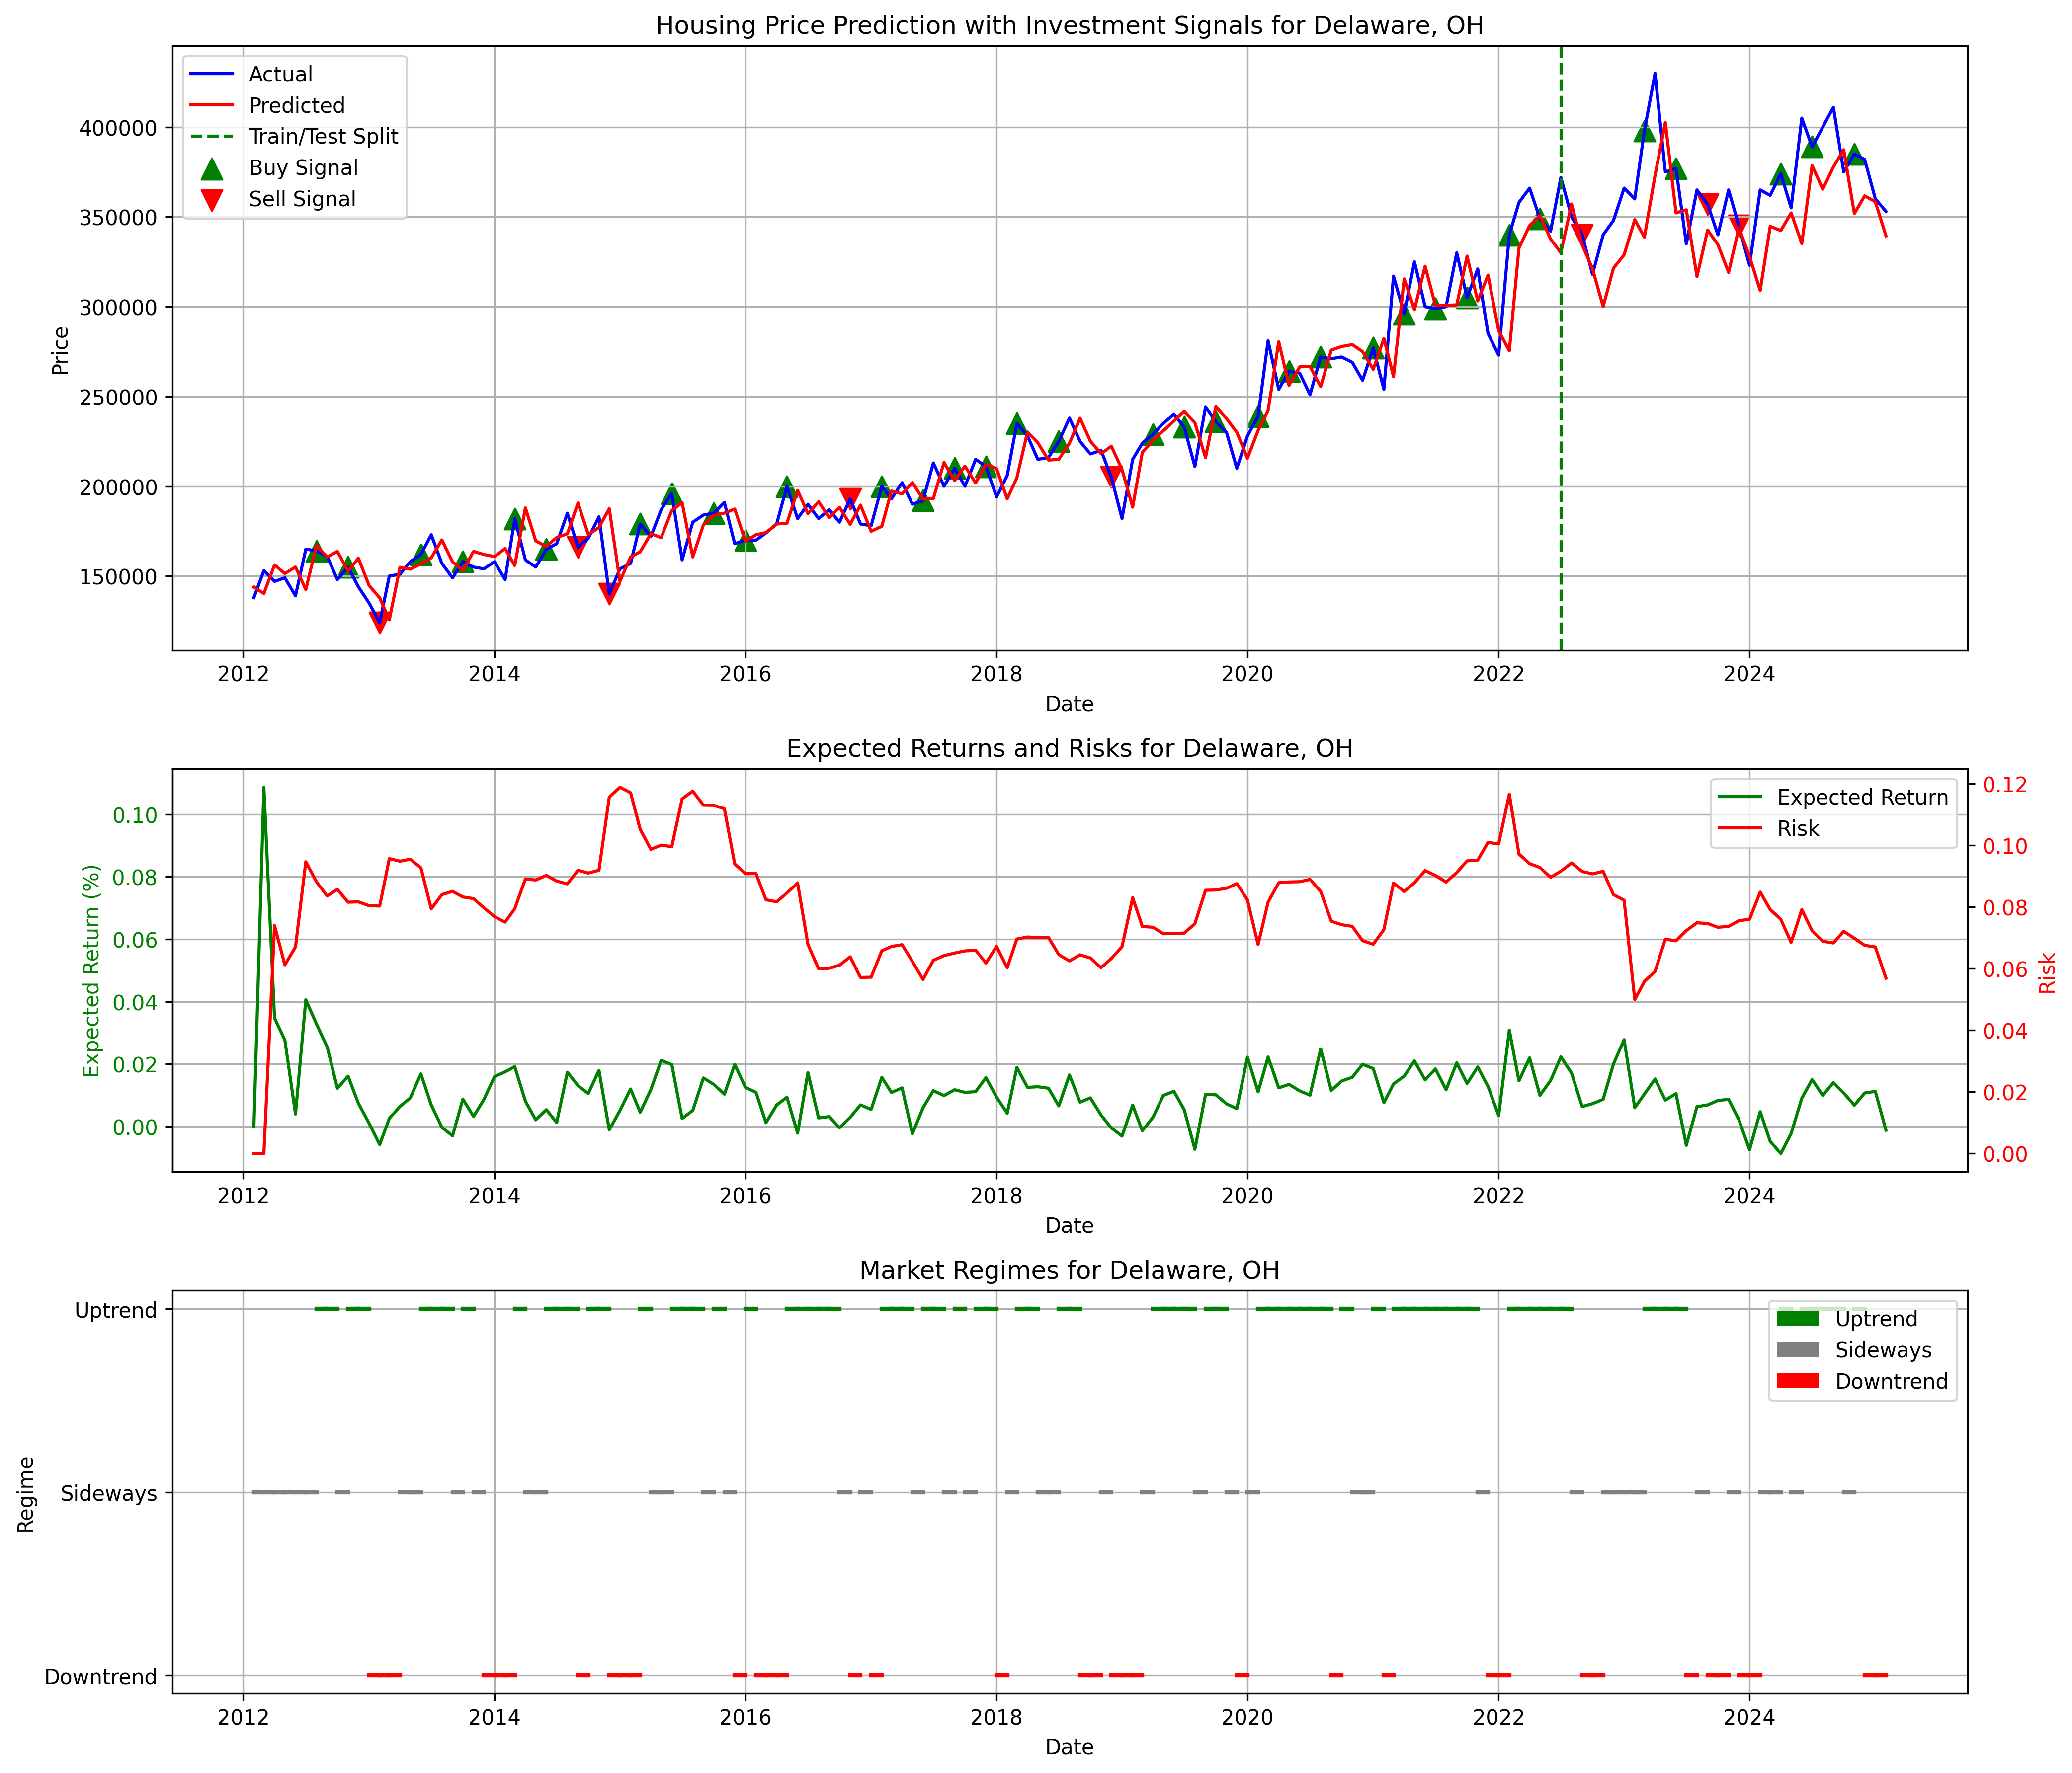 Housing Price Prediction with Investment Signals for Delaware, OH
Actual
Predicted
Train/Test Split
Buy Signal
Sell Signal
Price
400000
350000
300000
250000
200000
150000
2012 2014 2016 2018 2020 2022 2024
Date
Expected Returns and Risks for Delaware, OH
Expected Return
Risk
Expected Return (%)
0.10
0.08
0.06
0.04
0.02
0.00
Risk
0.12
0.10
0.08
0.06
0.04
0.02
0.00
2012 2014 2016 2018 2020 2022 2024
Date
Market Regimes for Delaware, OH
Uptrend
Sideways
Downtrend
Regime
Uptrend
Sideways
Downtrend
2012 2014 2016 2018 2020 2022 2024
Date